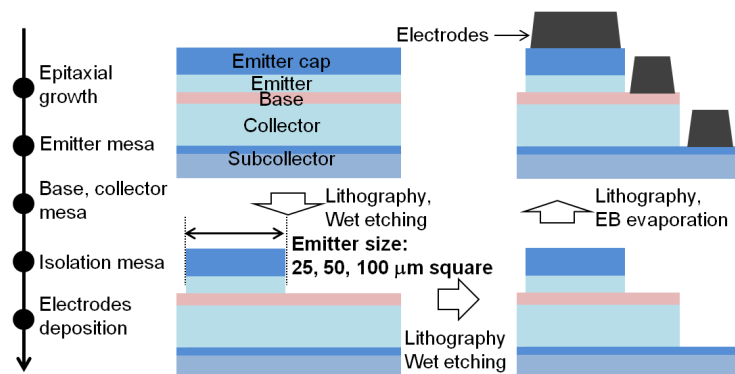 Epitaxial
growth
Emitter mesa
Base, collector
mesa
Isolation mesa
Electrodes
deposition
Emitter cap
Emitter
Base
Collector
Subcollector
Lithography,
Wet etching
Emitter size:
25, 50, 100 μm square
Lithography
Wet etching
Lithography,
EB evaporation
Electrodes